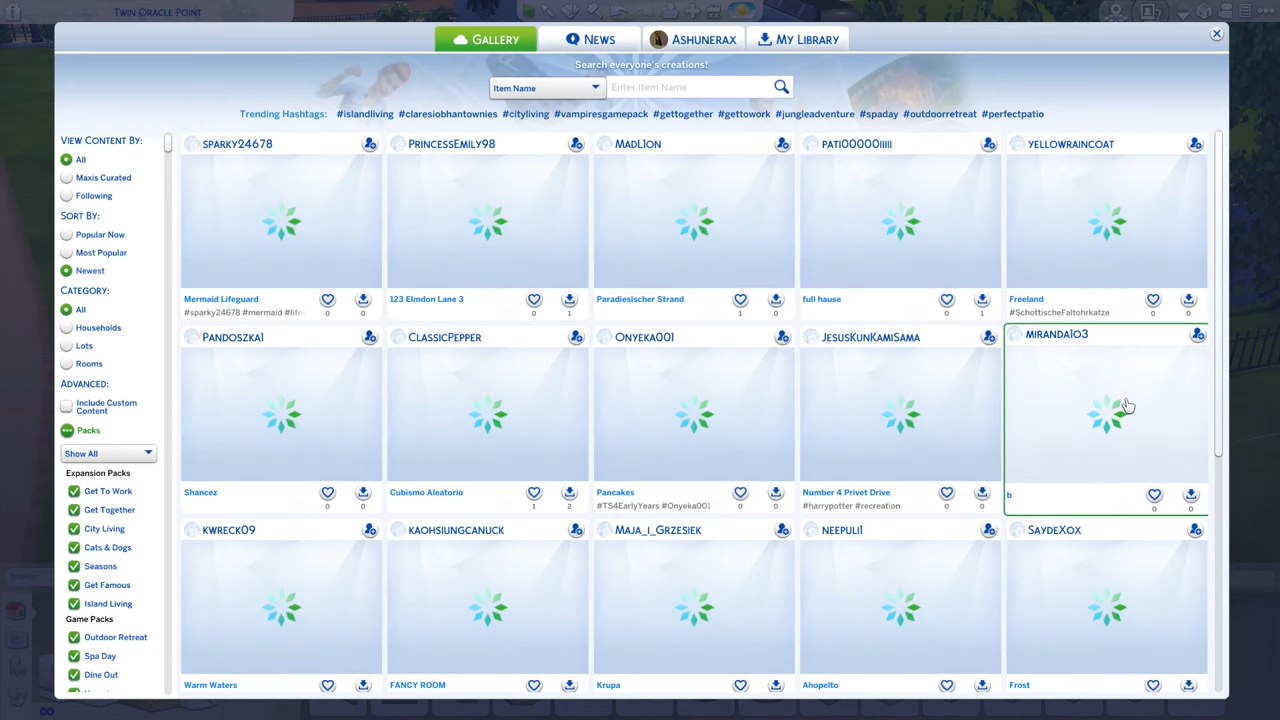 Twin Oracle Point
Gallery News Ashunerax My Library
Search everyone's creations!
Item Name Enter Item Name
Trending Hashtags: #islandliving #claresiobhantownies #cityliving #vampiresgamepack #gettogether #gettowork #jungleadventure #spaday #outdoorretreat #perfectpatio
View Content By:
All
Maxis Curated
Following
Sort By:
Popular Now
Most Popular
Newest
Category:
All
Households
Lots
Rooms
Advanced:
Include Custom
Content
Packs
Show All
Expansion Packs
Get To Work
Get Together
City Living
Cats & Dogs
Seasons
Get Famous
Island Living
Game Packs
Outdoor Retreat
Spa Day
Dine Out
sparky24678 PrincessEmily98 MadL1on pati00000iiiii yellowraincoat
Mermaid Lifeguard 123 Elmdon Lane 3 Paradiesischer Strand full hause Freeland
#sparky24678 #mermaid #life #SchottischeFaltohrkatze
0 0 0 1 1 0 0 1 0 0
Pandoszka1 ClassicPepper Onyeka001 JesusKunKamiSama miranda103
Shancez Cubismo Aleatorio Pancakes Number 4 Privet Drive b
#TS4EarlyYears #Onyeka001 #harrypotter #recreation
0 0 1 2 0 0 0 0 0 0
kwreck09 kaohsiungcanuck Maja_i_Grzesiek neepuli1 SaydeXox
Warm Waters FANCY ROOM Krupa Ahopelto Frost